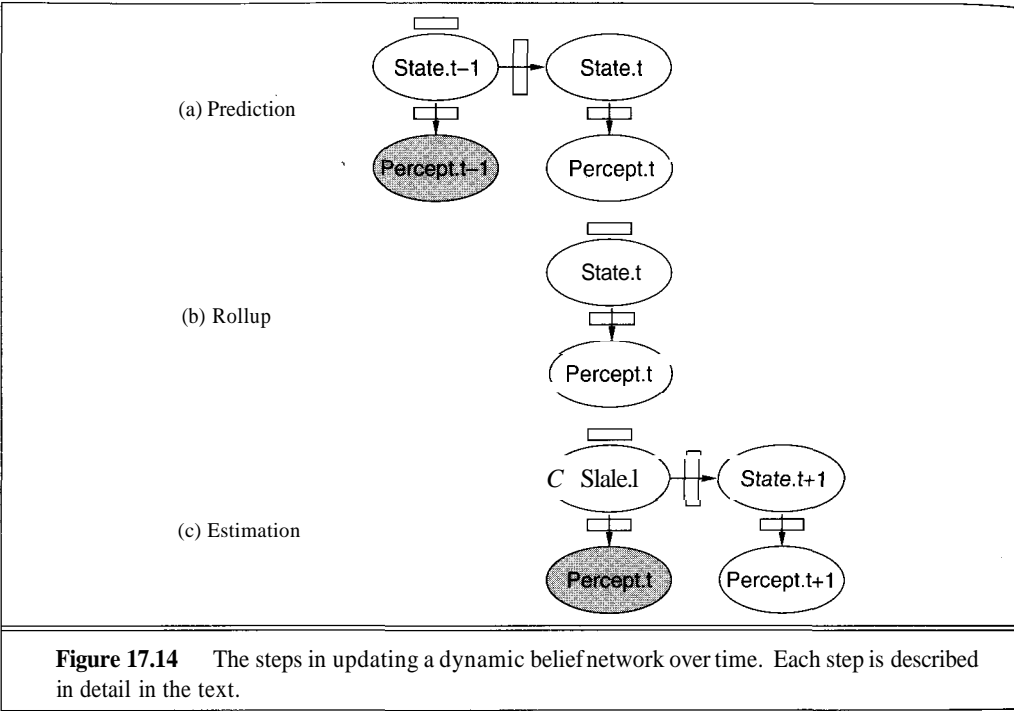 State.t–1
State.t
(a) Prediction
Percept.t–1
Percept.t
State.t
(b) Rollup
Percept.t
C Slale.l
State.t+1
(c) Estimation
Percept.t
Percept.t+1
Figure 17.14 The steps in updating a dynamic belief network over time. Each step is described
in detail in the text.